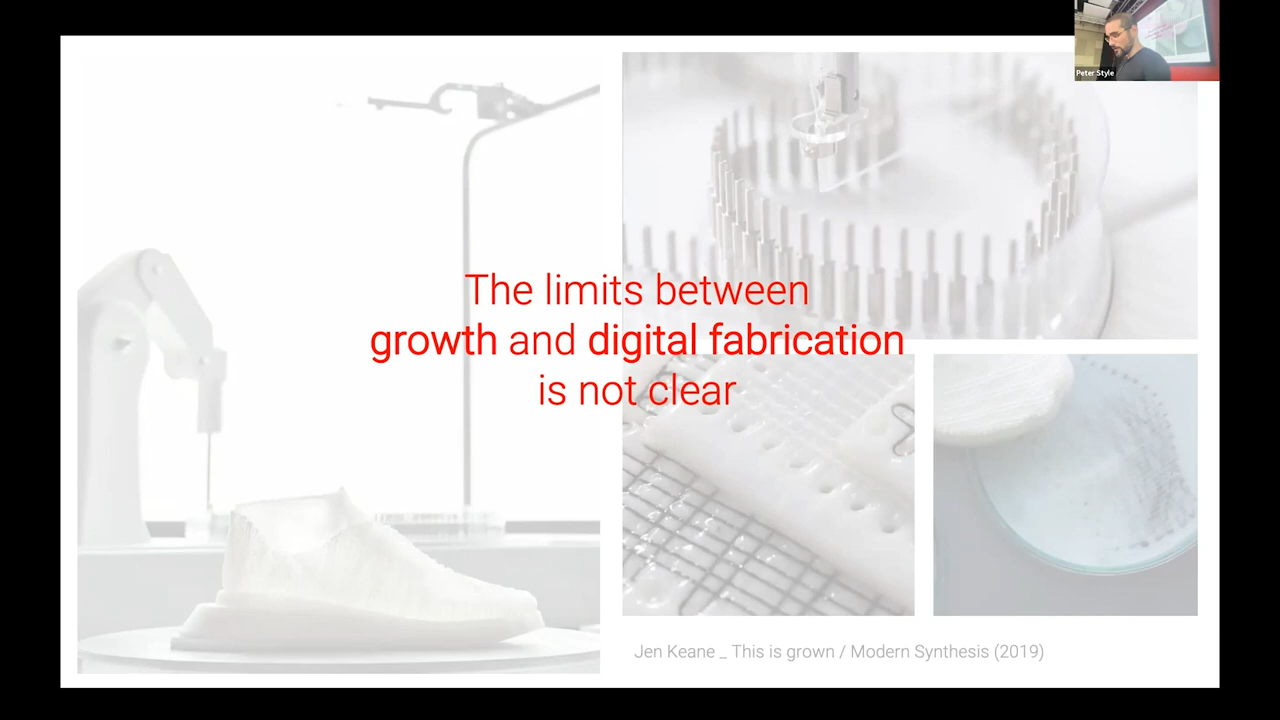 Peter Style
The limits between
growth and digital fabrication
is not clear
Jen Keane _ This is grown / Modern Synthesis (2019)